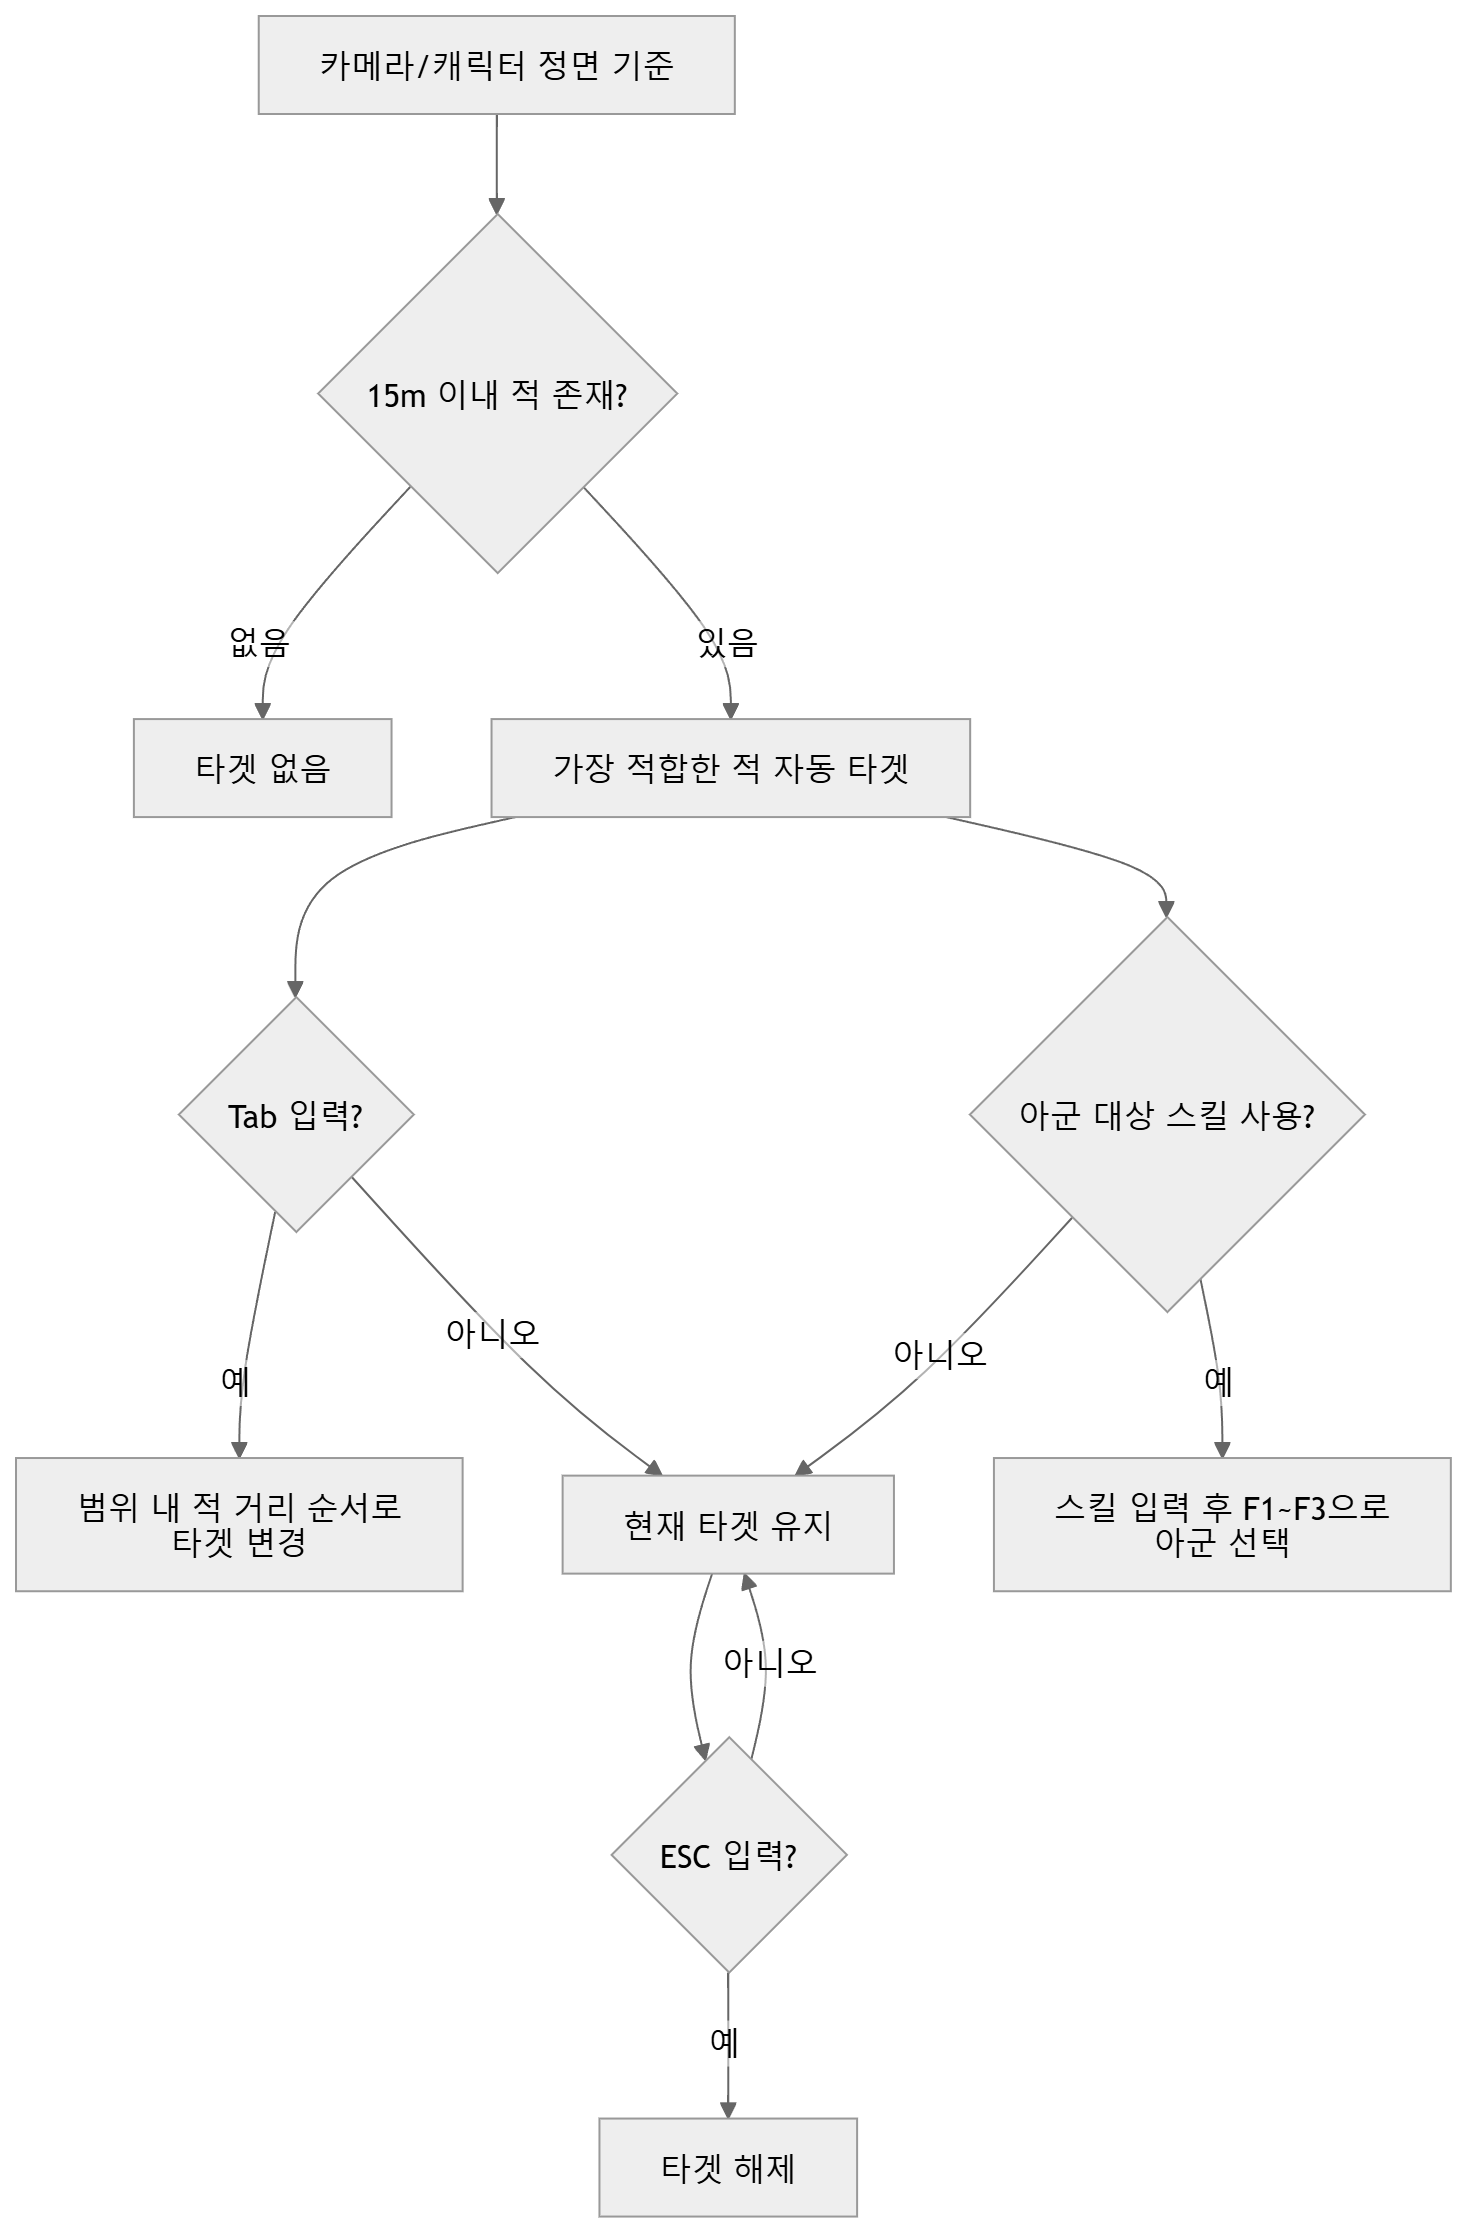 카메라/캐릭터 정면 기준
15m 이내 적 존재?
없음
있음
타겟 없음
가장 적합한 적 자동 타겟
Tab 입력?
아군 대상 스킬 사용?
아니오
아니오
예
예
범위 내 적 거리 순서로
타겟 변경
현재 타겟 유지
스킬 입력 후 F1~F3으로
아군 선택
아니오
ESC 입력?
예
타겟 해제